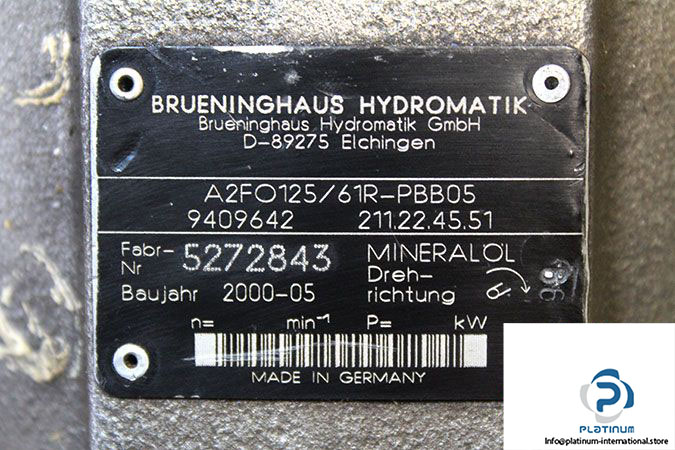 BRUENINGHAUS HYDROMATIK
Brueninghaus Hydromatik GmbH
D-89275 Elchingen
A2FO125/61R-PBB05
9409642 211.22.45.51
Fabr-Nr 5272843 MINERALÖL
Baujahr 2000-05 Dreh-richtung
n= min⁻¹ P= kW
MADE IN GERMANY
PLATINUM
Info@platinum-international.store